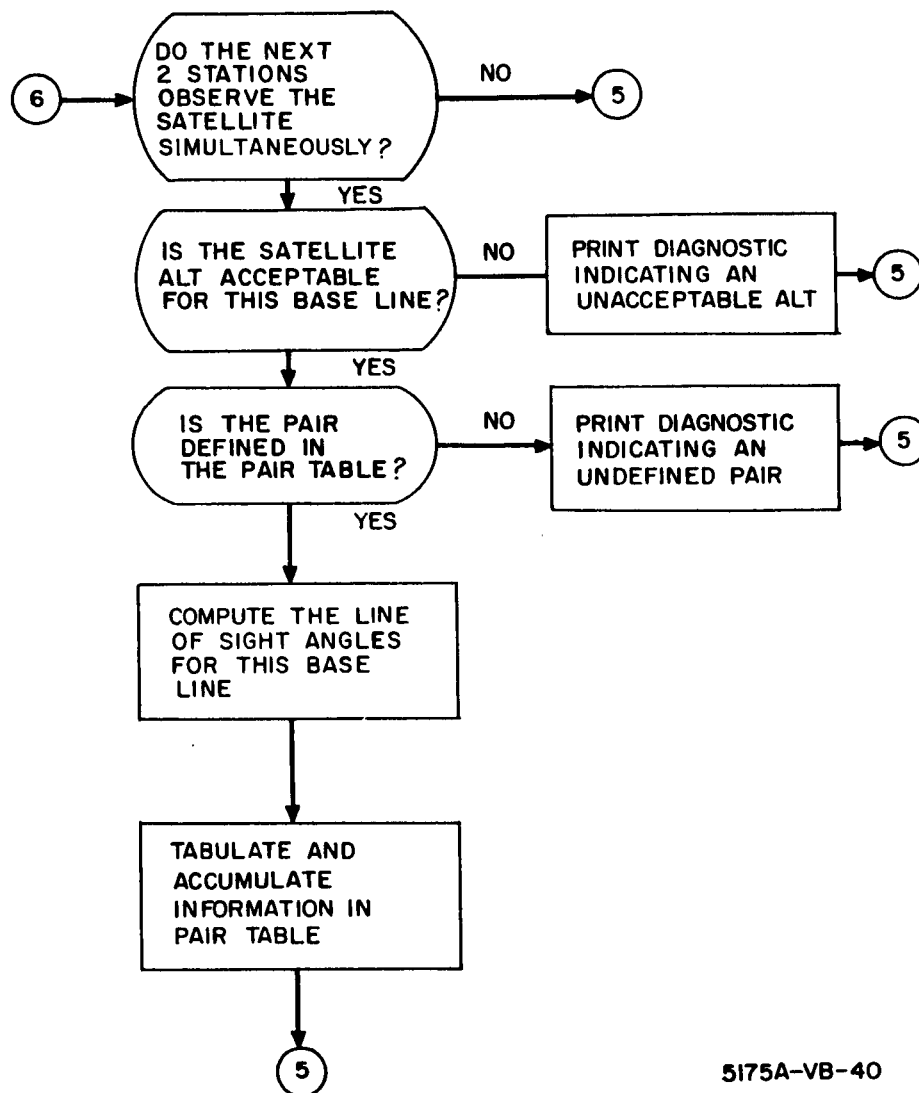 DO THE NEXT
2 STATIONS
OBSERVE THE
SATELLITE
SIMULTANEOUSLY?
6
NO
5
YES
IS THE SATELLITE
ALT ACCEPTABLE
FOR THIS BASE LINE?
NO
PRINT DIAGNOSTIC
INDICATING AN
UNACCEPTABLE ALT
5
YES
IS THE PAIR
DEFINED IN
THE PAIR TABLE?
NO
PRINT DIAGNOSTIC
INDICATING AN
UNDEFINED PAIR
5
YES
COMPUTE THE LINE
OF SIGHT ANGLES
FOR THIS BASE
LINE
TABULATE AND
ACCUMULATE
INFORMATION IN
PAIR TABLE
5
5175A-VB-40